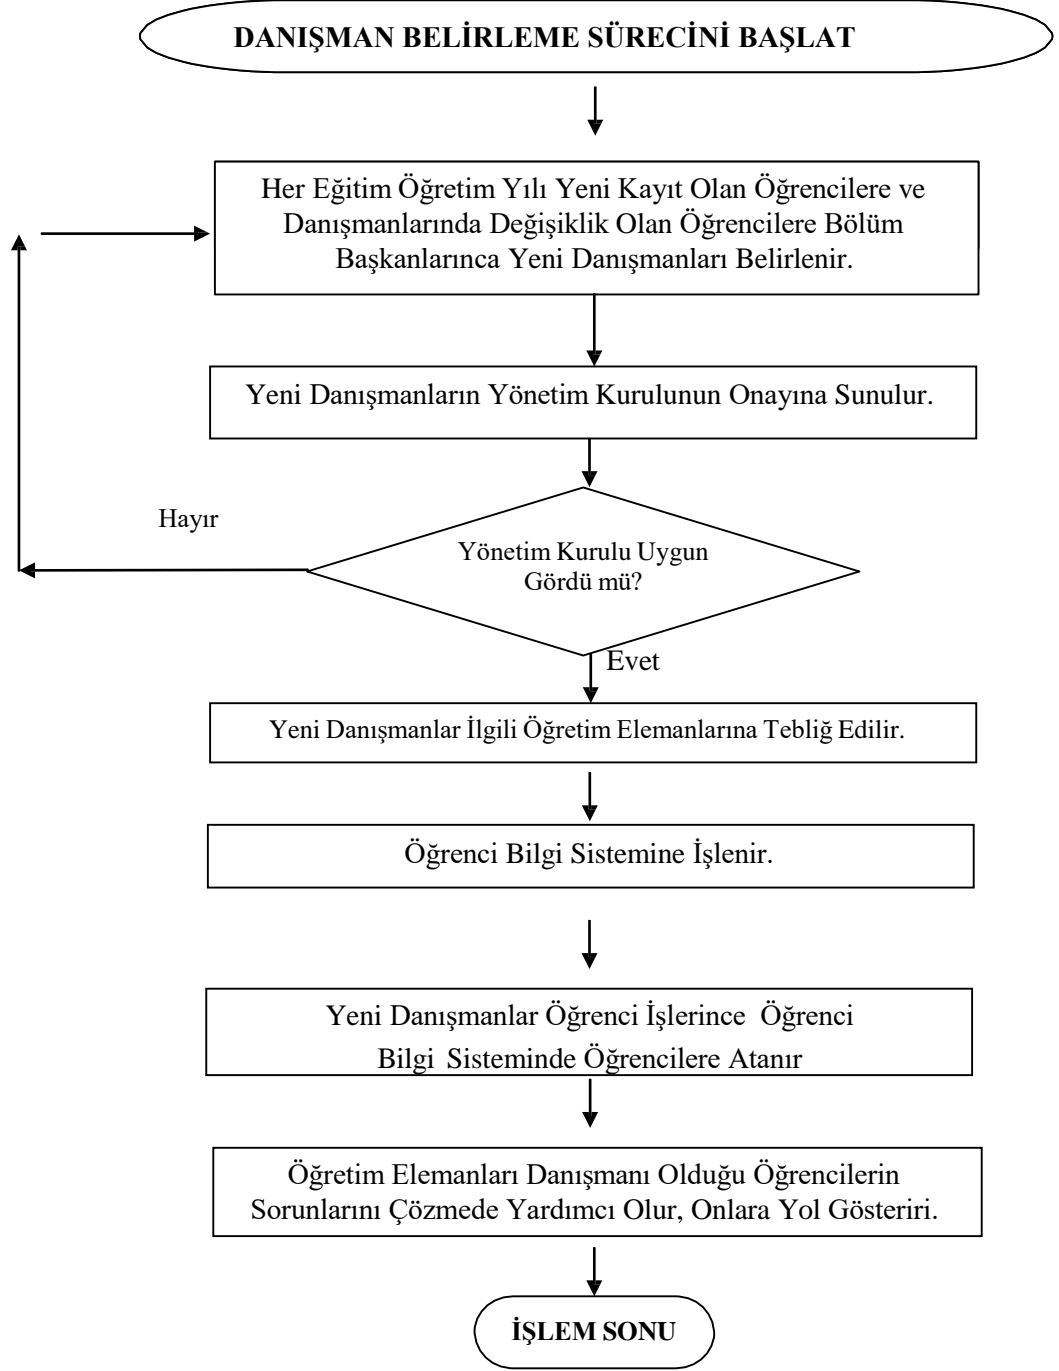 DANIŞMAN BELİRLEME SÜRECİNİ BAŞLAT
Her Eğitim Öğretim Yılı Yeni Kayıt Olan Öğrencilere ve
Danışmanlarında Değişiklik Olan Öğrencilere Bölüm
Başkanlarınca Yeni Danışmanları Belirlenir.
Yeni Danışmanların Yönetim Kurulunun Onayına Sunulur.
Hayır
Yönetim Kurulu Uygun
Gördü mü?
Evet
Yeni Danışmanlar İlgili Öğretim Elemanlarına Tebliğ Edilir.
Öğrenci Bilgi Sistemine İşlenir.
Yeni Danışmanlar Öğrenci İşlerince Öğrenci
Bilgi Sisteminde Öğrencilere Atanır
Öğretim Elemanları Danışmanı Olduğu Öğrencilerin
Sorunlarını Çözmede Yardımcı Olur, Onlara Yol Gösteriri.
İŞLEM SONU